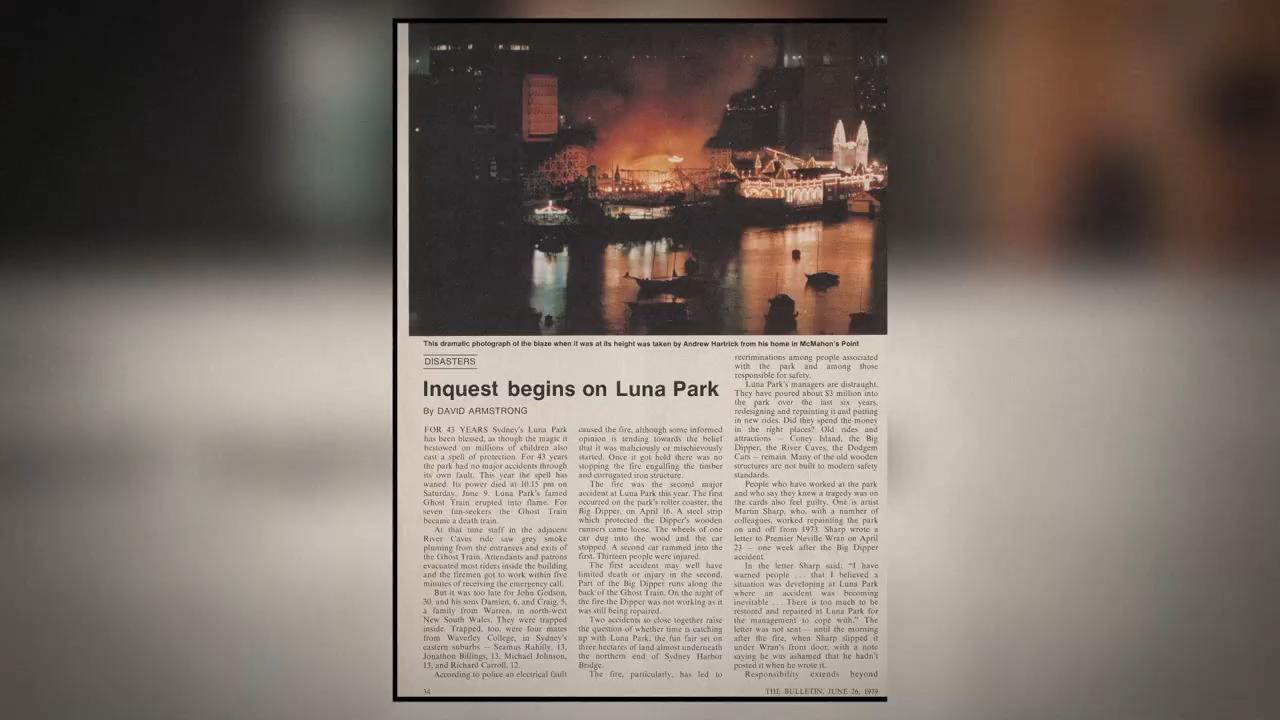 This dramatic photograph of the blaze when it was at its height was taken by Andrew Hartrick from his home in McMahon's Point
DISASTERS
Inquest begins on Luna Park
By DAVID ARMSTRONG
FOR 43 YEARS Sydney's Luna Park
has been blessed, as though the magic it
bestowed on millions of children also
cast a spell of protection. For 43 years
the park had no major accidents through
its own fault. This year the spell has
waned. Its power died at 10.15 pm on
Saturday, June 9. Luna Park's famed
Ghost Train erupted into flame. For
seven fun-seekers the Ghost Train
became a death train.
At that time staff in the adjacent
River Caves ride saw grey smoke
pluming from the entrances and exits of
the Ghost Train. Attendants and patrons
evacuated most riders inside the building
and the firemen got to work within five
minutes of receiving the emergency call.
But it was too late for John Godson,
30, and his sons Damien, 6, and Craig, 5,
a family from Warren, in north-west
New South Wales. They were trapped
inside. Trapped, too, were four mates
from Waverley College, in Sydney's
eastern suburbs — Seamus Rahilly, 13,
Jonathon Billings, 13, Michael Johnson,
13, and Richard Carroll, 12.
According to police an electrical fault
caused the fire, although some informed
opinion is tending towards the belief
that it was maliciously or mischievously
started. Once it got hold there was no
stopping the fire engulfing the timber
and corrugated iron structure.
The fire was the second major
accident at Luna Park this year. The first
occurred on the park's roller coaster, the
Big Dipper, on April 16. A steel strip
which protected the Dipper's wooden
runners came loose. The wheels of one
car dug into the wood and the car
stopped. A second car rammed into the
first. Thirteen people were injured.
The first accident may well have
limited death or injury in the second.
Part of the Big Dipper runs along the
back of the Ghost Train. On the night of
the fire the Dipper was not working as it
was still being repaired.
Two accidents so close together raise
the question of whether time is catching
up with Luna Park, the fun fair set on
three hectares of land almost underneath
the northern end of Sydney Harbor
Bridge.
The fire, particularly, has led to
recriminations among people associated
with the park and among those
responsible for safety.
Luna Park's managers are distraught.
They have poured about $3 million into
the park over the last six years,
redesigning and repainting it and putting
in new rides. Did they spend the money
in the right places? Old rides and
attractions — Coney Island, the Big
Dipper, the River Caves, the Dodgem
Cars — remain. Many of the old wooden
structures are not built to modern safety
standards.
People who have worked at the park
and who say they knew a tragedy was on
the cards also feel guilty. One is artist
Martin Sharp, who, with a number of
colleagues, worked repainting the park
on and off from 1973. Sharp wrote a
letter to Premier Neville Wran on April
23 — one week after the Big Dipper
accident.
In the letter Sharp said: "I have
warned people . . . that I believed a
situation was developing at Luna Park
where an accident was becoming
inevitable . . . There is too much to be
restored and repaired at Luna Park for
the management to cope with." The
letter was not sent — until the morning
after the fire, when Sharp slipped it
under Wran's front door, with a note
saying he was ashamed that he hadn't
posted it when he wrote it.
Responsibility extends beyond
34
THE BULLETIN, JUNE 26, 1979